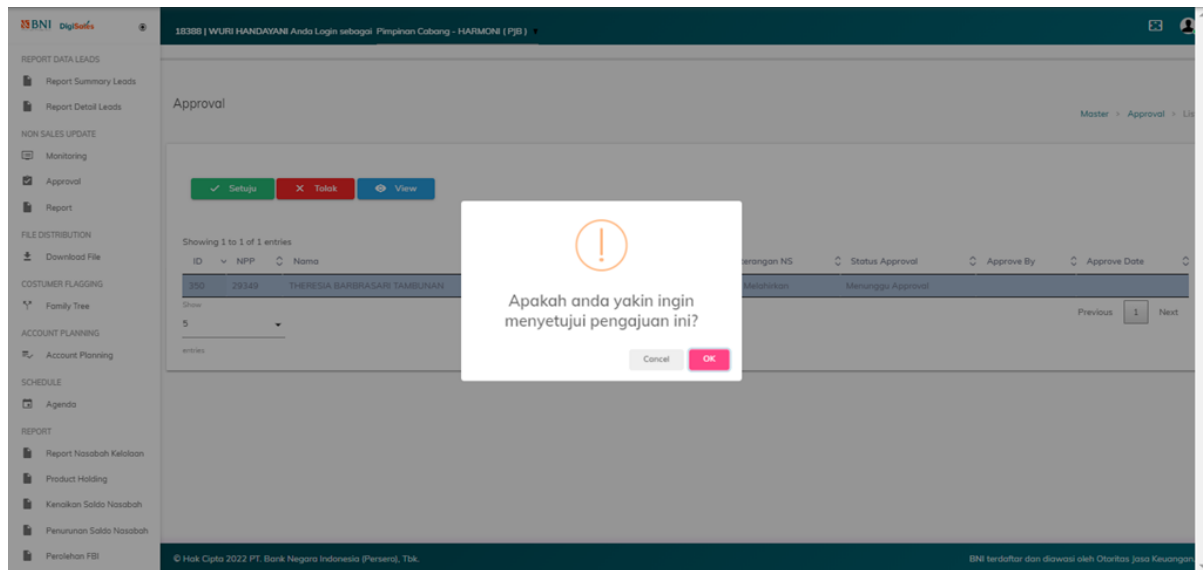 BNI DigiSales
18388 | WURI HANDAYANI Anda Login sebagai Pimpinan Cabang - HARMONI ( PJB )
REPORT DATA LEADS
Report Summary Leads
Report Detail Leads
NON SALES UPDATE
Monitoring
Approval
Report
FILE DISTRIBUTION
Download File
COSTUMER FLAGGING
Family Tree
ACCOUNT PLANNING
Account Planning
SCHEDULE
Agenda
REPORT
Report Nasabah Kelolaan
Product Holding
Kenaikan Saldo Nasabah
Penurunan Saldo Nasabah
Perolehan FBI
Approval
Master > Approval > Lis
Setuju Tolak View
Showing 1 to 1 of 1 entries
ID NPP Nama terangan NS Status Approval Approve By Approve Date
350 29349 THERESIA BARBRASARI TAMBUNAN Melahirkan Menunggu Approval
Show
5
entries
Previous 1 Next
Apakah anda yakin ingin
menyetujui pengajuan ini?
Cancel OK
© Hak Cipta 2022 PT. Bank Negara Indonesia (Persero), Tbk.
BNI terdaftar dan diawasi oleh Otoritas Jasa Keuangan